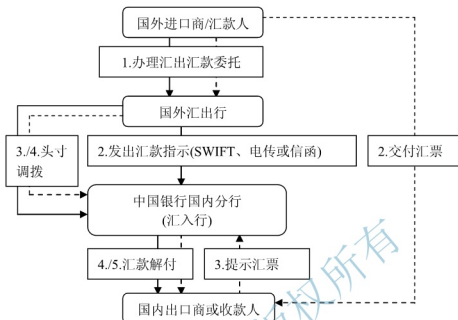 国外进口商/汇款人
1.办理汇出汇款委托
国外汇出行
3./4.头寸
调拨
2.发出汇款指示(SWIFT、电传或信函)
2.交付汇票
中国银行国内分行
(汇入行)
4./5.汇款解付
3.提示汇票
国内出口商或收款人
权所有